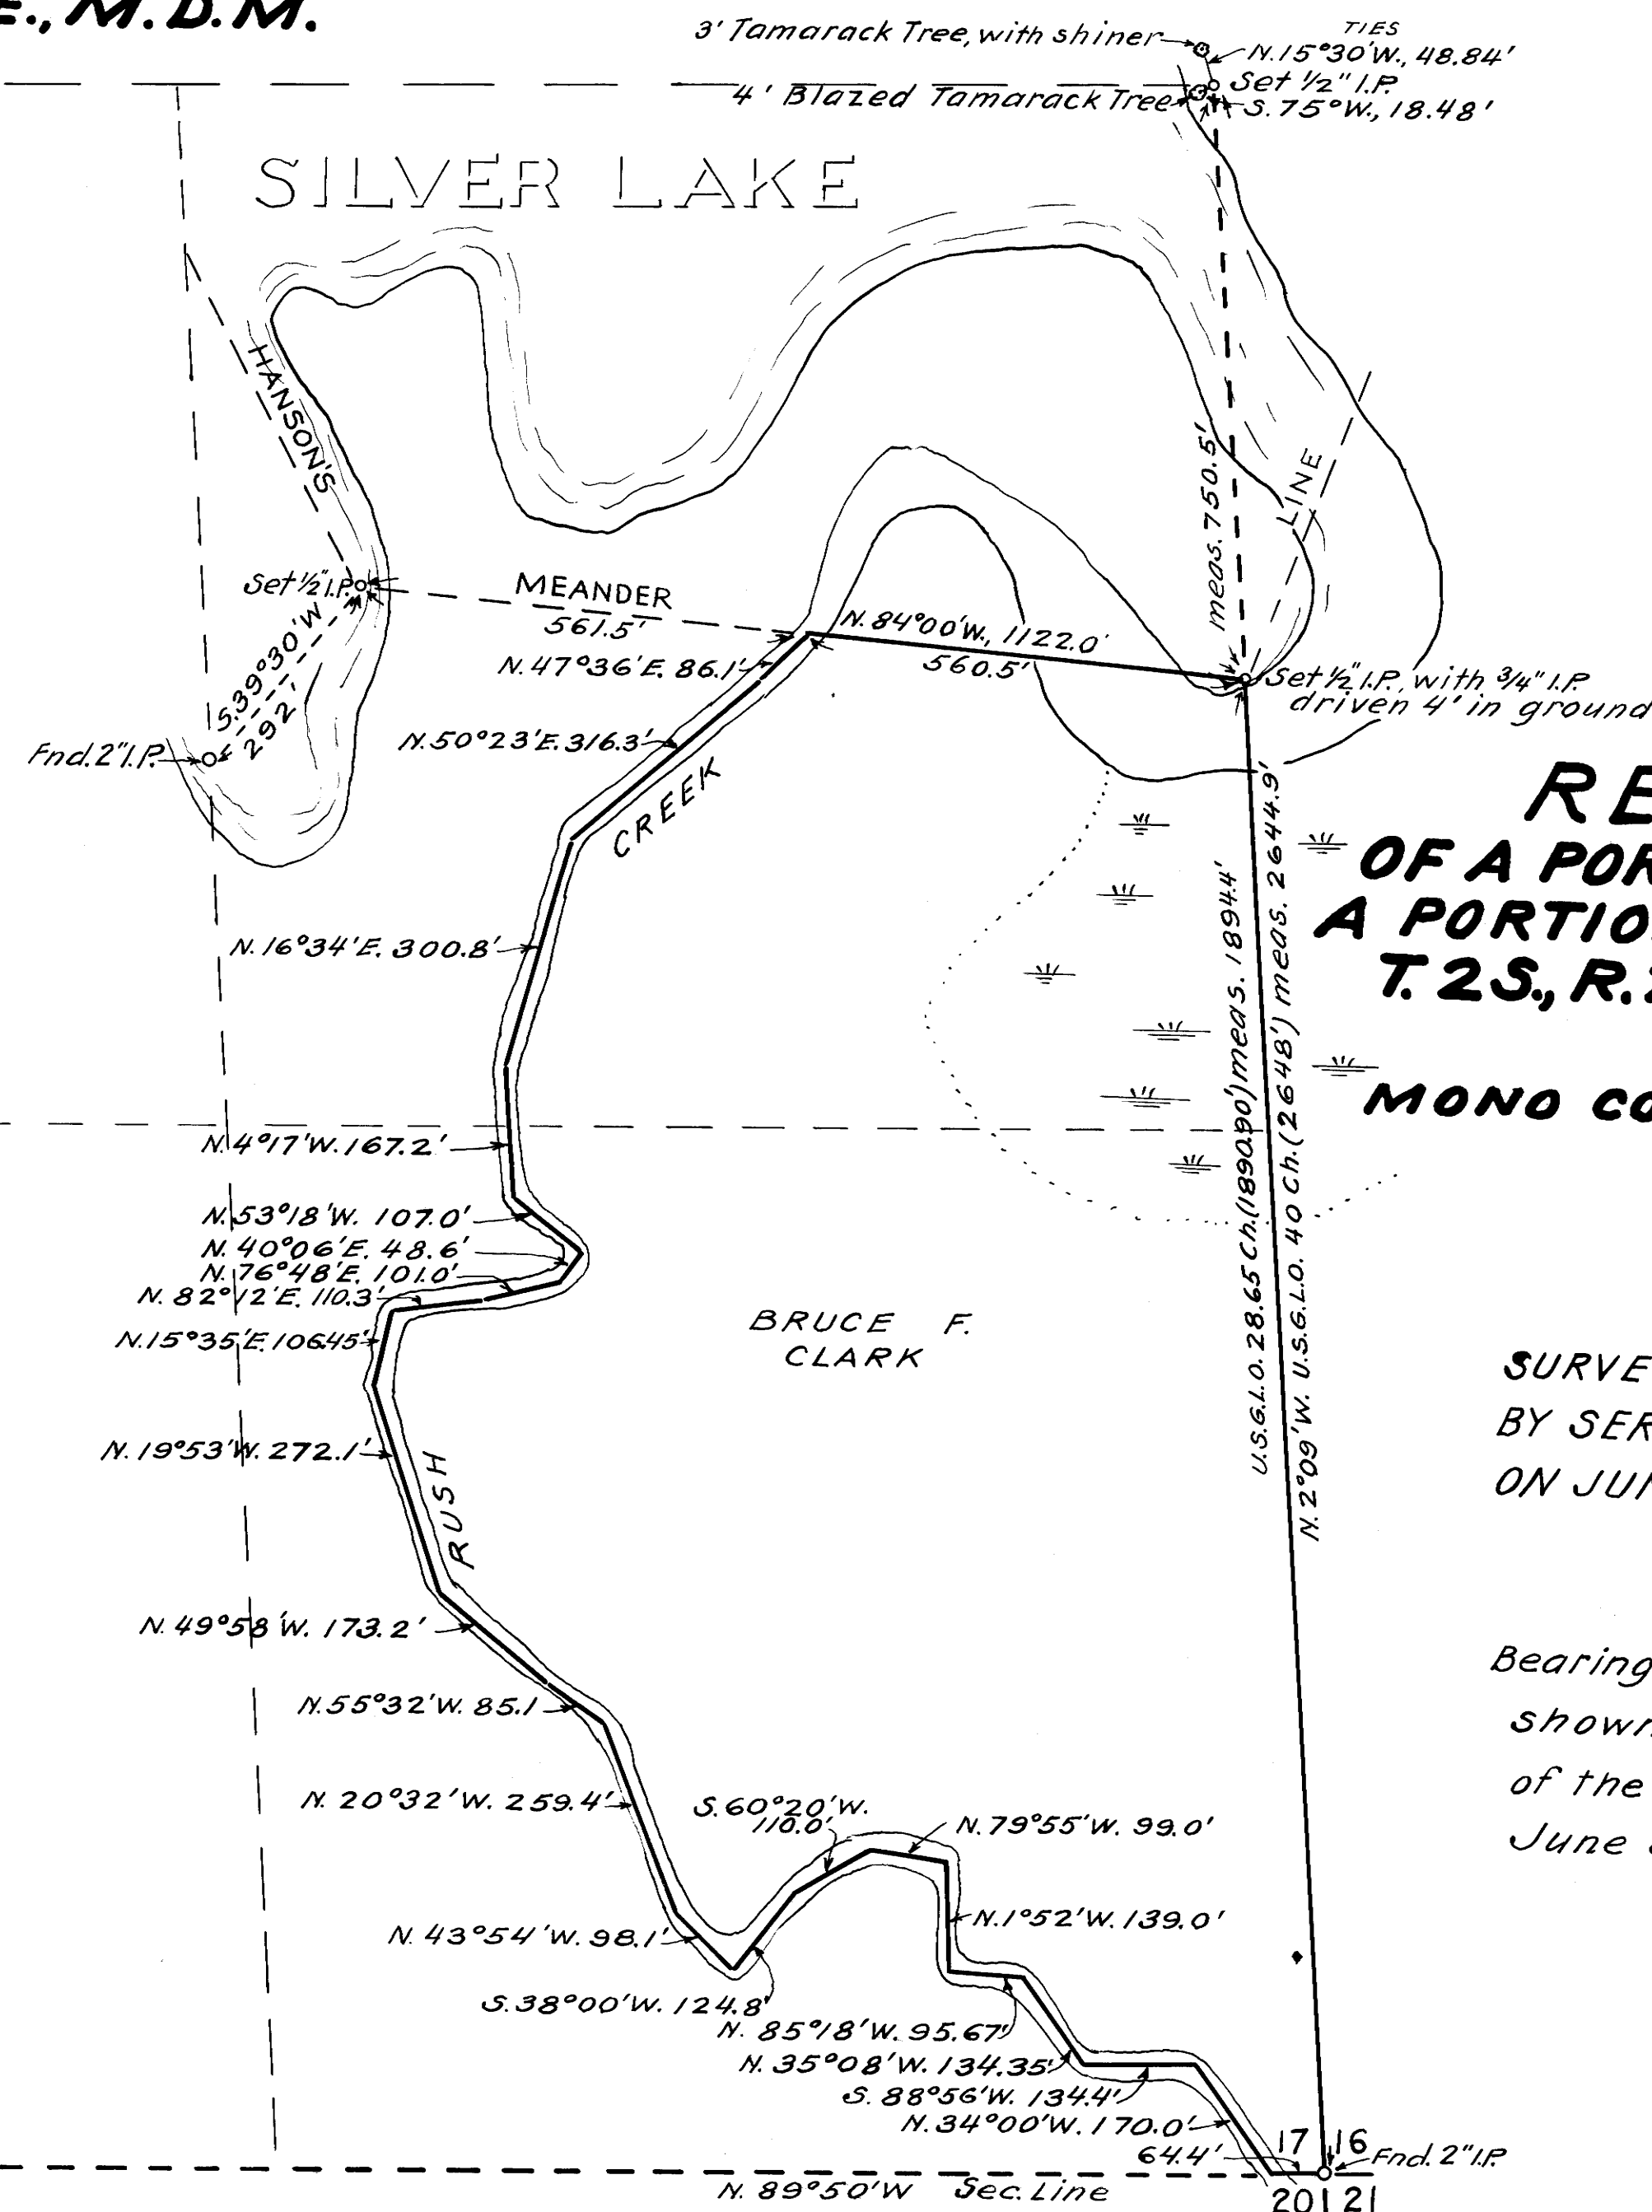 E., M.D.M.
TIES
3' Tamarack Tree, with shiner
N.15°30'W., 48.84'
Set ½" I.P.
4' Blazed Tamarack Tree
S.75°W., 18.48'
SILVER LAKE
HANSON'S
MEANDER
LINE
meas. 750.5'
Set ½" I.P.
561.5'
N.84°00'W., 1122.0'
560.5'
S.39°30'W
292'
Fnd. 2" I.P.
N.47°36'E. 86.1'
Set ½" I.P. with ¾" I.P.
driven 4' in ground
N.50°23'E. 316.3'
CREEK
RE
OF A POR
A PORTIO
T. 2S., R.2
MONO CO
N.16°34'E. 300.8'
U.S.G.L.O. 28.65 Ch.(1890.90') meas. 1894.4'
N.2°09'W. U.S.G.L.O. 40 Ch.(2648') meas. 2644.9'
N.4°17'W. 167.2'
N.53°18'W. 107.0'
N.40°06'E. 48.6'
N.76°48'E. 101.0'
N.82°12'E. 110.3'
N.15°35'E. 106.45'
BRUCE F.
CLARK
N.19°53'W. 272.1'
RUSH
SURVE
BY SER
ON JU
N.49°58'W. 173.2'
Bearing
shown
of the
June
N.55°32'W. 85.1
N.20°32'W. 259.4'
S.60°20'W.
110.0'
N.79°55'W. 99.0'
N.43°54'W. 98.1'
N.1°52'W. 139.0'
S.38°00'W. 124.8'
N.85°18'W. 95.67'
N.35°08'W. 134.35'
S.88°56'W. 134.4'
N.34°00'W. 170.0'
64.4'
17 16
Fnd. 2" I.P.
N.89°50'W Sec. Line
20 21